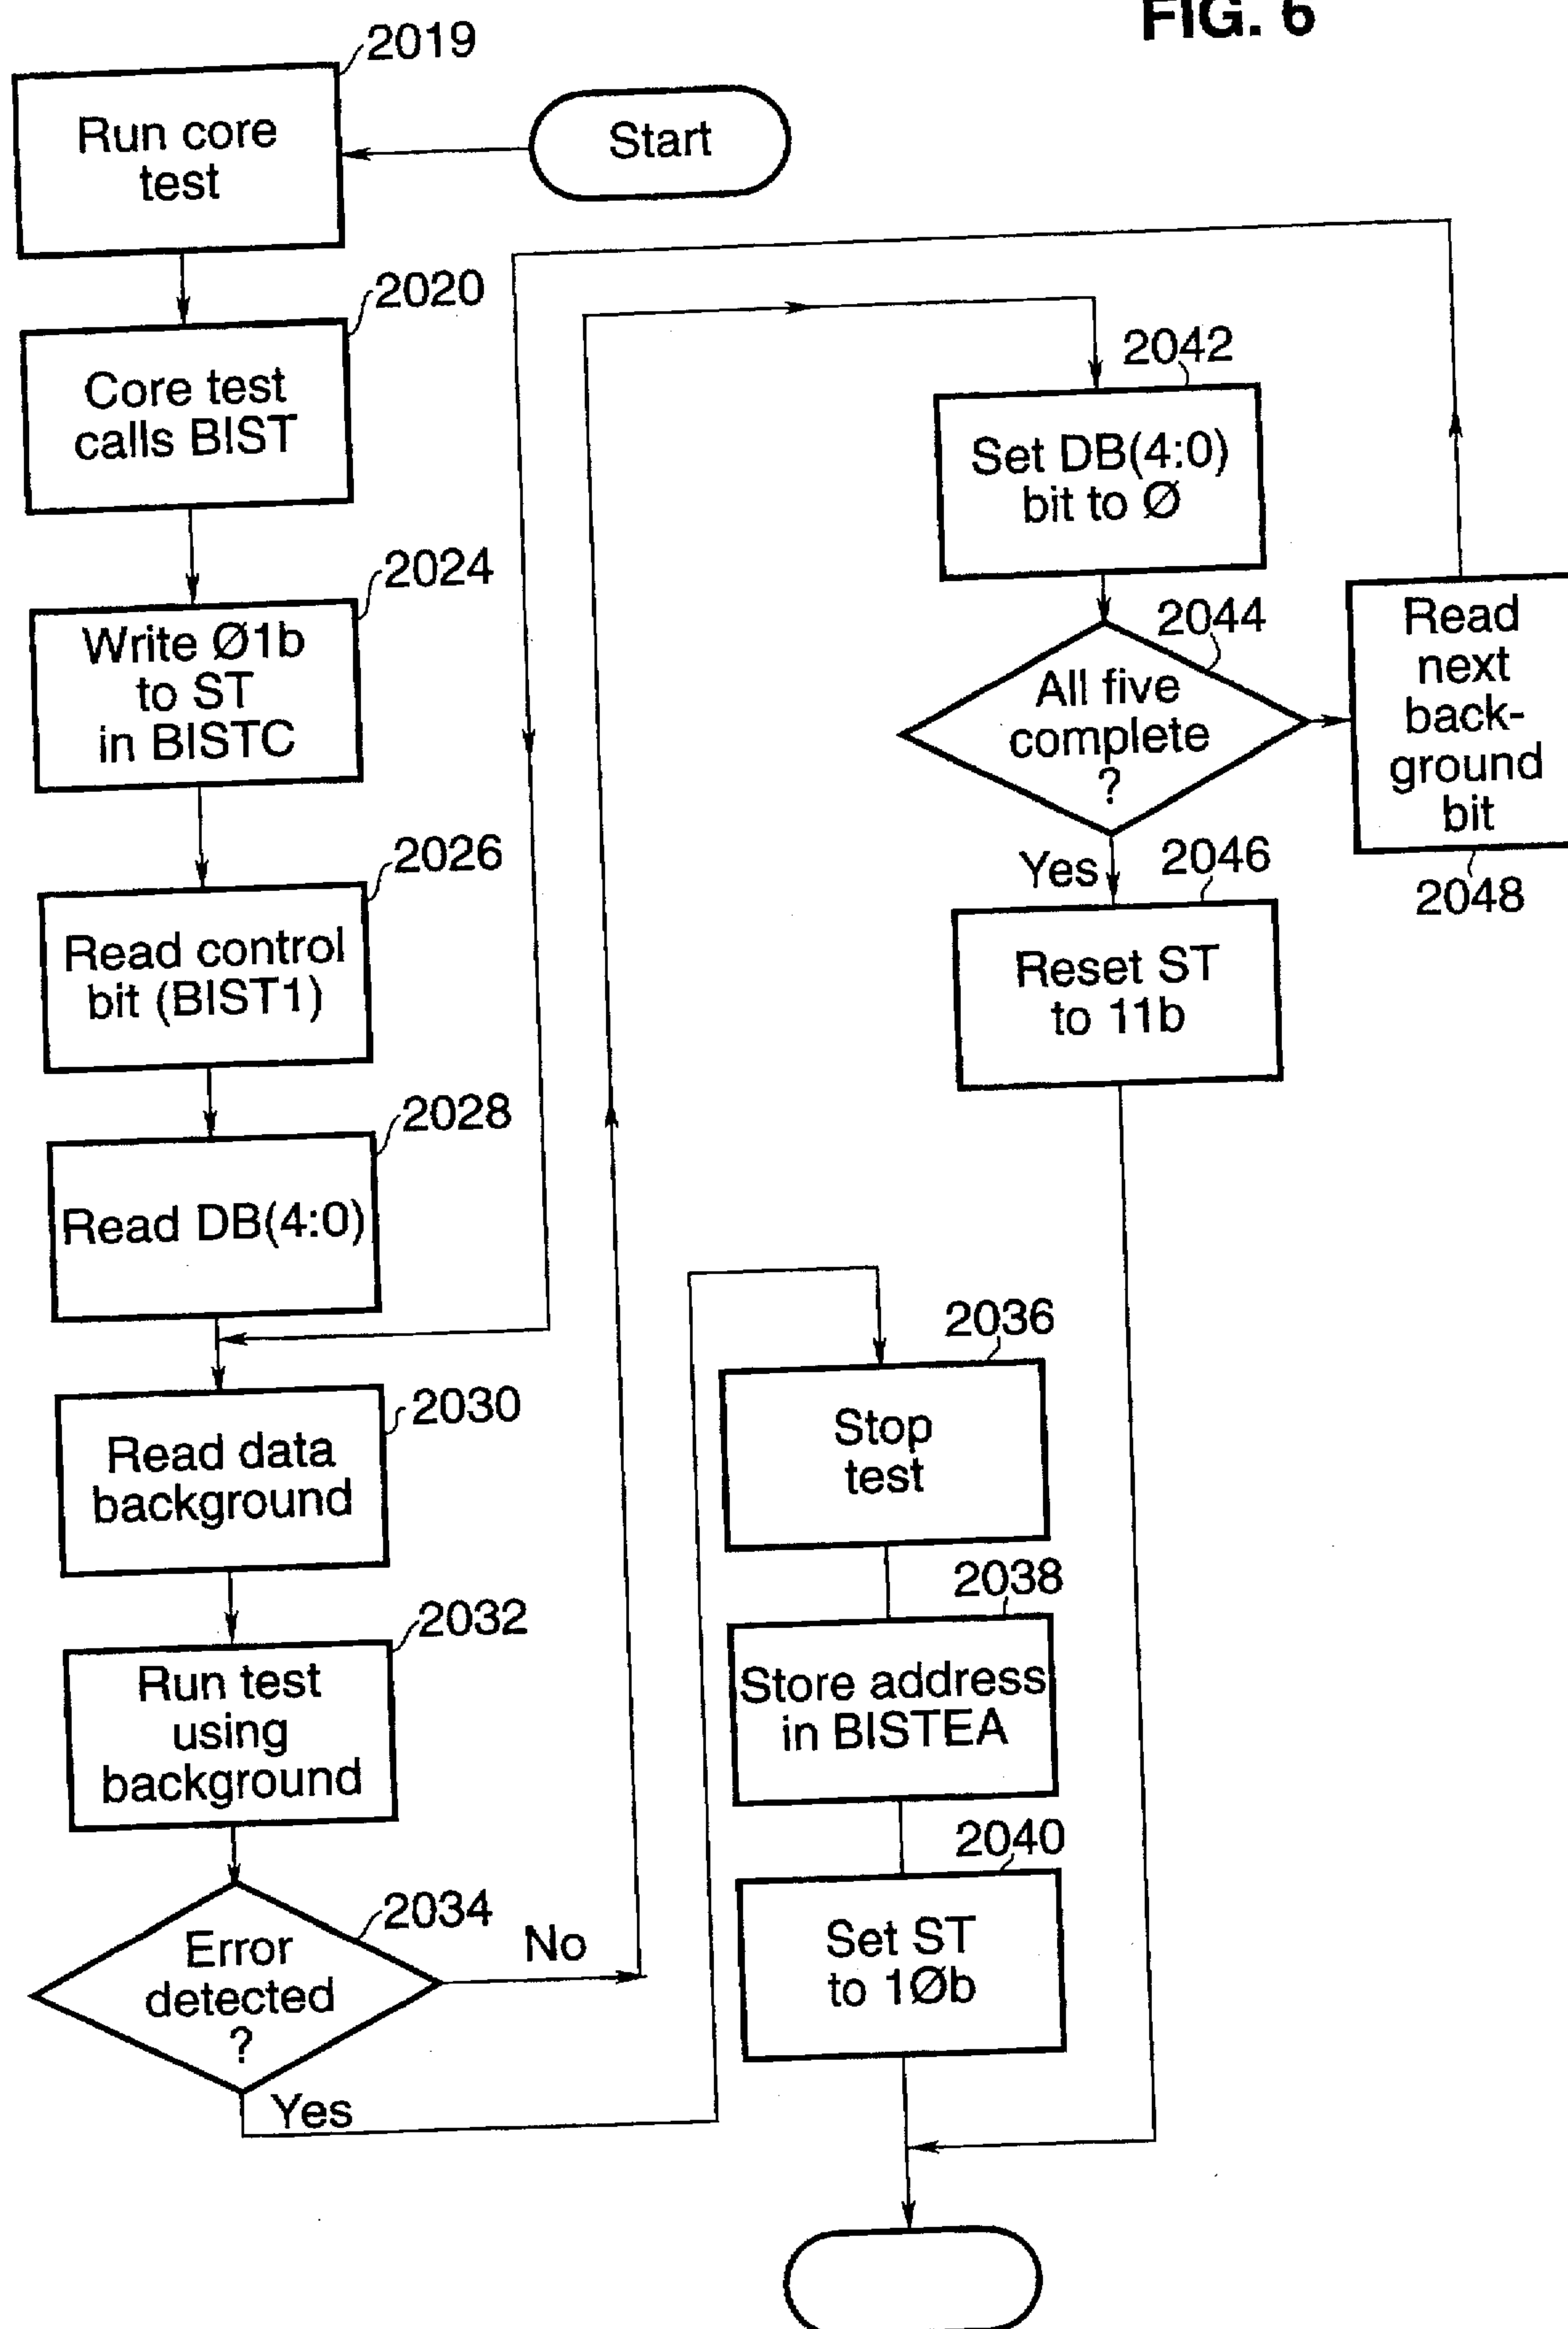 FIG. 6
2019
Run core
test
Start
2020
Core test
calls BIST
2024
Write Ø1b
to ST
in BISTC
2026
Read control
bit (BIST1)
2028
Read DB(4:0)
2030
Read data
background
2032
Run test
using
background
2034
Error
detected
?
No
Yes
2042
Set DB(4:0)
bit to Ø
2044
All five
complete
?
Yes
2048
Read
next
back-
ground
bit
2046
Reset ST
to 11b
2036
Stop
test
2038
Store address
in BISTEA
2040
Set ST
to 1Øb